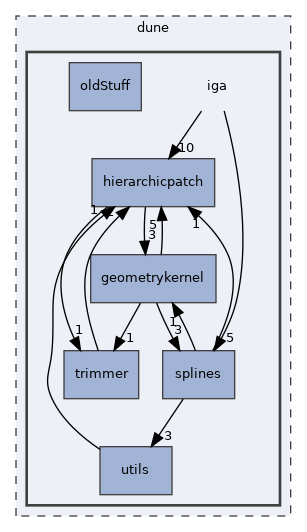 dune
oldStuff
iga
10
hierarchicpatch
1
1
5
3
1
geometrykernel
1
1
1
3
5
trimmer
splines
3
utils